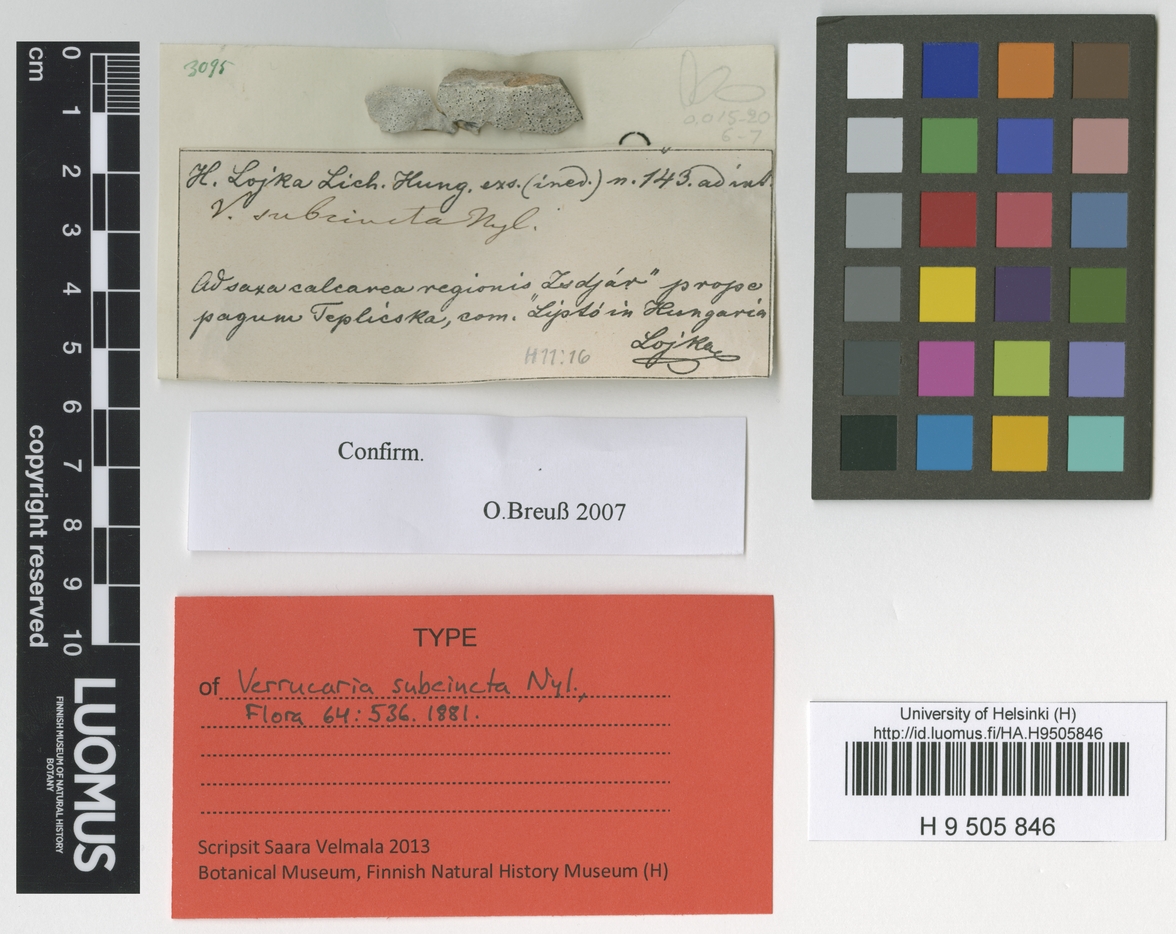 cm
0 1 2 3 4 5 6 7 8 9 10
copyright reserved
LUOMUS
FINNISH MUSEUM OF NATURAL HISTORY
BOTANY
3095
0,015-20
6-7
H. Lojka Lich. Hung. exs. (ined.) n. 143. ad int.
V. subcincta Nyl.
Ad saxa calcarea regionis "Zsdjár" prope
pagum Teplicska, com. "Liptó in Hungaria
H11:16
Lojka
Confirm.
O.Breuß 2007
TYPE
of Verrucaria subcincta Nyl.,
Flora 64:536. 1881.
Scripsit Saara Velmala 2013
Botanical Museum, Finnish Natural History Museum (H)
University of Helsinki (H)
http://id.luomus.fi/HA.H9505846
H 9 505 846